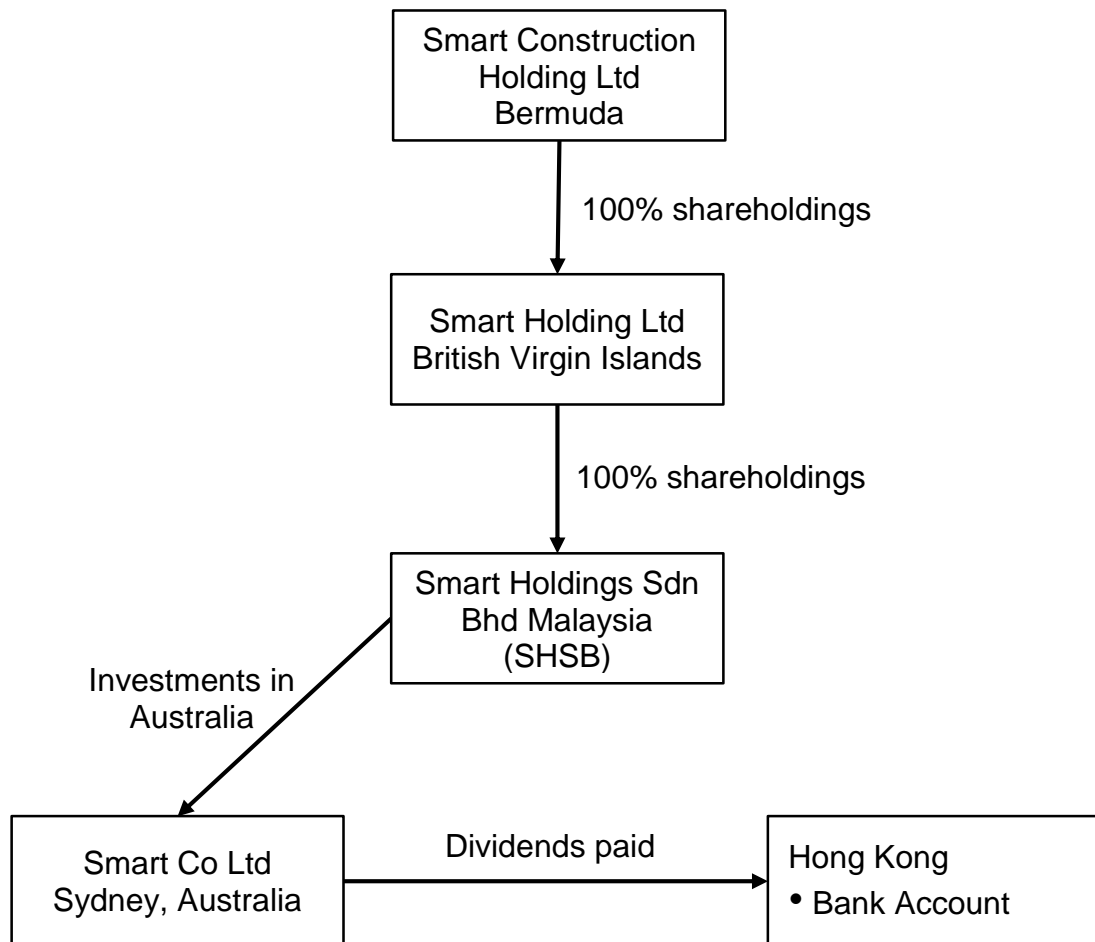 Smart Construction
Holding Ltd
Bermuda
100% shareholdings
Smart Holding Ltd
British Virgin Islands
100% shareholdings
Smart Holdings Sdn
Bhd Malaysia
(SHSB)
Investments in
Australia
Smart Co Ltd
Sydney, Australia
Dividends paid
Hong Kong
• Bank Account